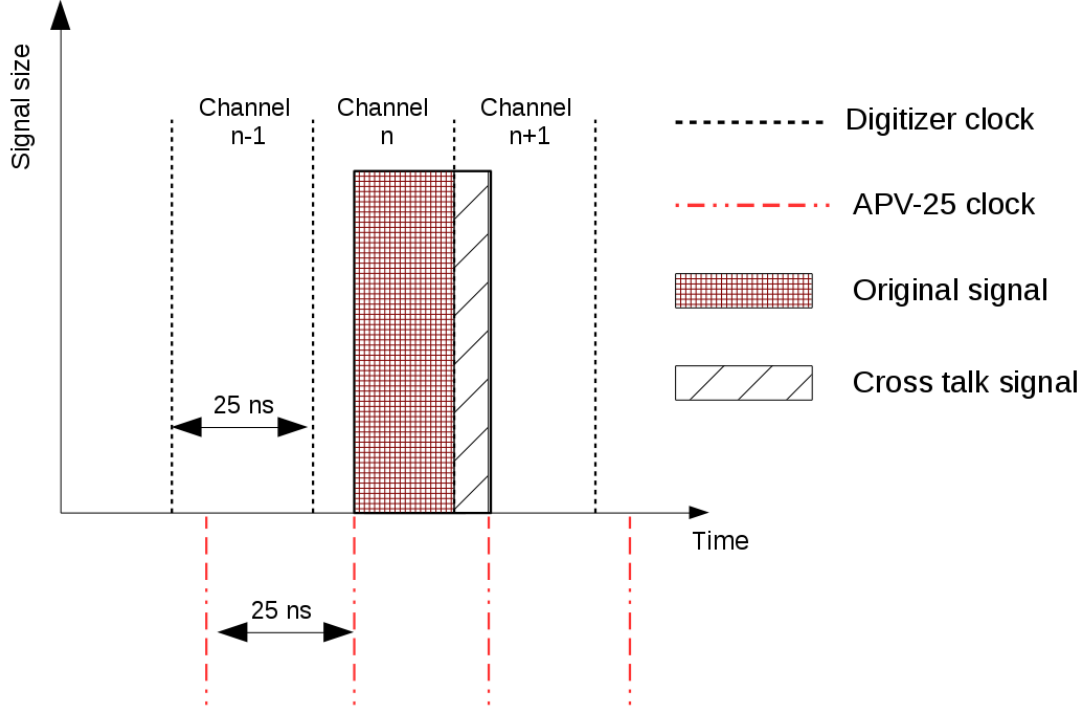 Signal size
Channel
n-1
Channel
n
Channel
n+1
Digitizer clock
APV-25 clock
Original signal
Cross talk signal
25 ns
Time
25 ns